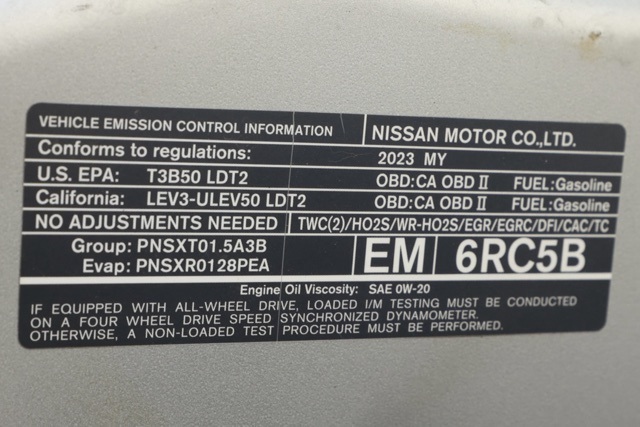 VEHICLE EMISSION CONTROL INFORMATION NISSAN MOTOR CO.,LTD.
Conforms to regulations: 2023 MY
U.S. EPA: T3B50 LDT2 OBD:CA OBD II FUEL:Gasoline
California: LEV3-ULEV50 LDT2 OBD:CA OBD II FUEL:Gasoline
NO ADJUSTMENTS NEEDED TWC(2)/HO2S/WR-HO2S/EGR/EGRC/DFI/CAC/TC
Group: PNSXT01.5A3B EM 6RC5B
Evap: PNSXR0128PEA
Engine Oil Viscosity: SAE 0W-20
IF EQUIPPED WITH ALL-WHEEL DRIVE, LOADED I/M TESTING MUST BE CONDUCTED
ON A FOUR WHEEL DRIVE SPEED SYNCHRONIZED DYNAMOMETER.
OTHERWISE, A NON-LOADED TEST PROCEDURE MUST BE PERFORMED.